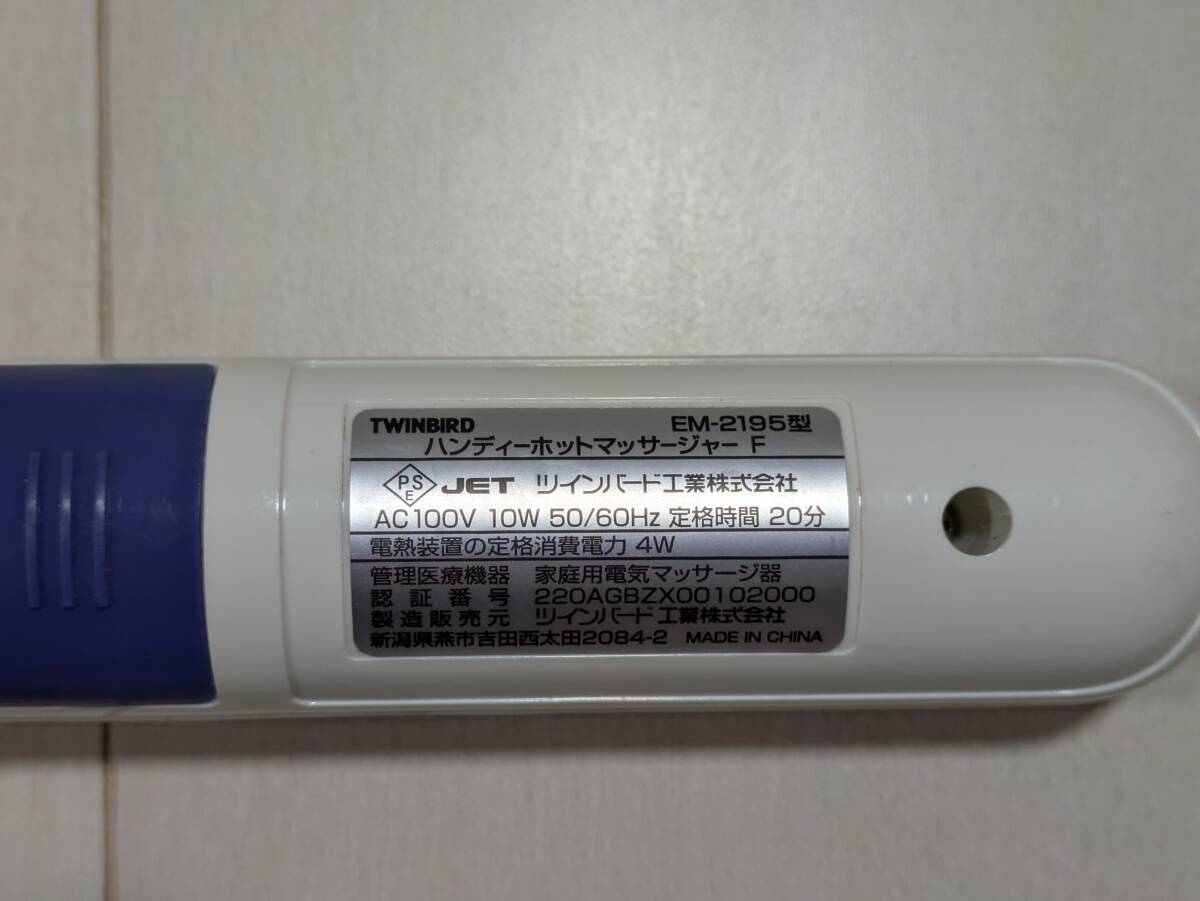 TWINBIRD EM-2195型
ハンディーホットマッサージャー F
PSE JET ツインバード工業株式会社
AC100V 10W 50/60Hz 定格時間 20分
電熱装置の定格消費電力 4W
管理医療機器 家庭用電気マッサージ器
認証番号 220AGBZX00102000
製造販売元 ツインバード工業株式会社
新潟県燕市吉田西太田2084-2 MADE IN CHINA